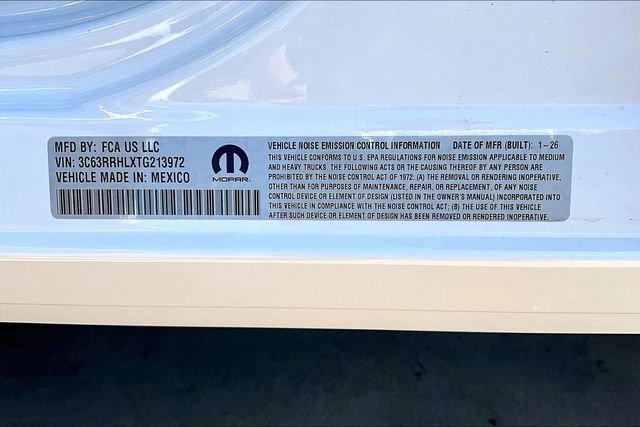 MFD BY: FCA US LLC
VIN: 3C63RRHLXTG213972
VEHICLE MADE IN: MEXICO
MOPAR.
VEHICLE NOISE EMISSION CONTROL INFORMATION DATE OF MFR (BUILT): 1-26
THIS VEHICLE CONFORMS TO U.S. EPA REGULATIONS FOR NOISE EMISSION APPLICABLE TO MEDIUM
AND HEAVY TRUCKS. THE FOLLOWING ACTS OR THE CAUSING THEREOF BY ANY PERSON ARE
PROHIBITED BY THE NOISE CONTROL ACT OF 1972: (A) THE REMOVAL OR RENDERING INOPERATIVE,
OTHER THAN FOR PURPOSES OF MAINTENANCE, REPAIR, OR REPLACEMENT, OF ANY NOISE
CONTROL DEVICE OR ELEMENT OF DESIGN (LISTED IN THE OWNER'S MANUAL) INCORPORATED INTO
THIS VEHICLE IN COMPLIANCE WITH THE NOISE CONTROL ACT; (B) THE USE OF THIS VEHICLE
AFTER SUCH DEVICE OR ELEMENT OF DESIGN HAS BEEN REMOVED OR RENDERED INOPERATIVE.